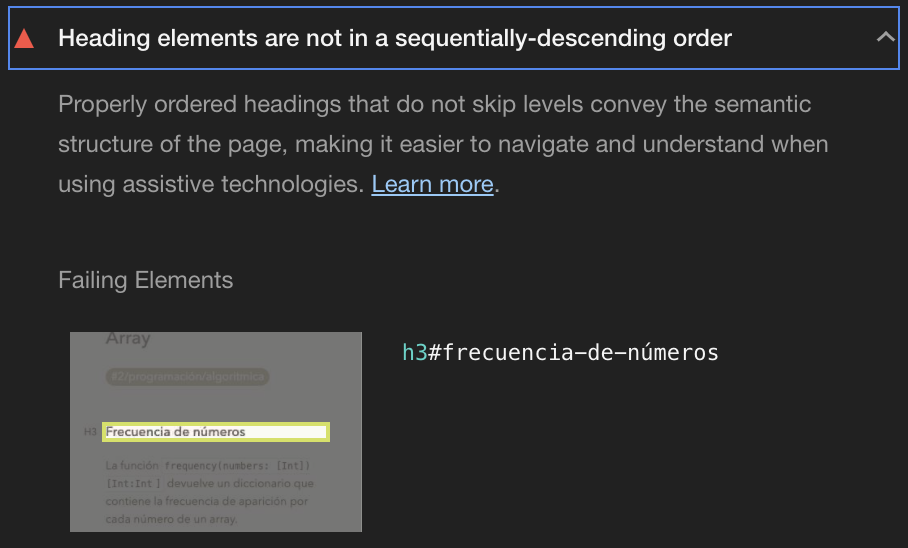 Heading elements are not in a sequentially-descending order
Properly ordered headings that do not skip levels convey the semantic
structure of the page, making it easier to navigate and understand when
using assistive technologies. Learn more.
Failing Elements
Array
#2/programación/algorítmica
H3 Frecuencia de números
La función frequency(numbers: [Int])
[Int:Int ] devuelve un diccionario que
contiene la frecuencia de aparición por
cada número de un array.
h3#frecuencia-de-números